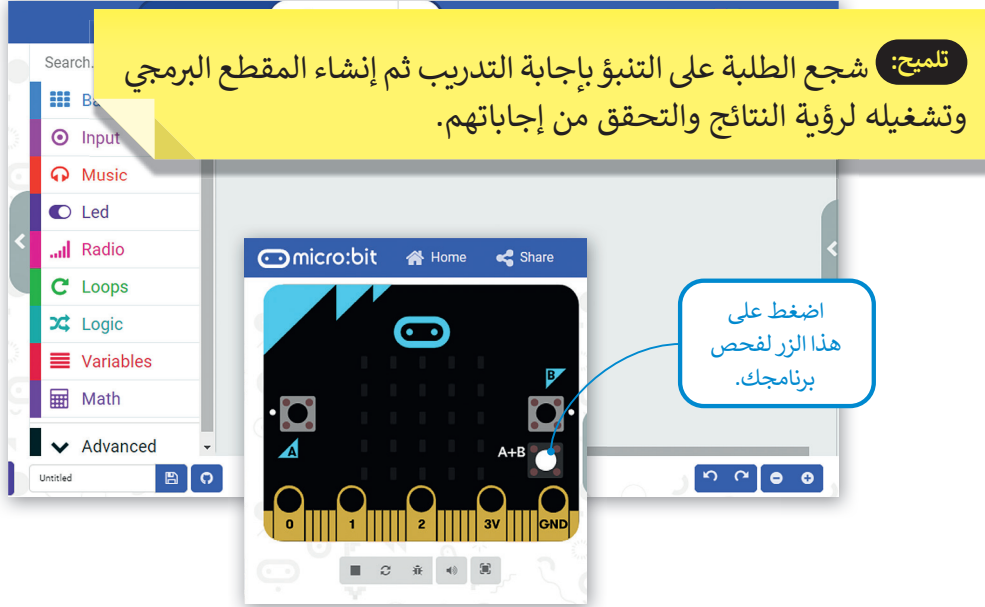 تلميح: شجع الطلبة على التنبؤ بإجابة التدريب ثم إنشاء المقطع البرمجي
وتشغيله لرؤية النتائج والتحقق من إجاباتهم.
Search.
Input
Music
Led
Radio
Loops
Logic
Variables
Math
Advanced
Untitled
micro:bit Home Share
B
A
A+B
0 1 2 3V GND
اضغط على
هذا الزر لفحص
برنامجك.